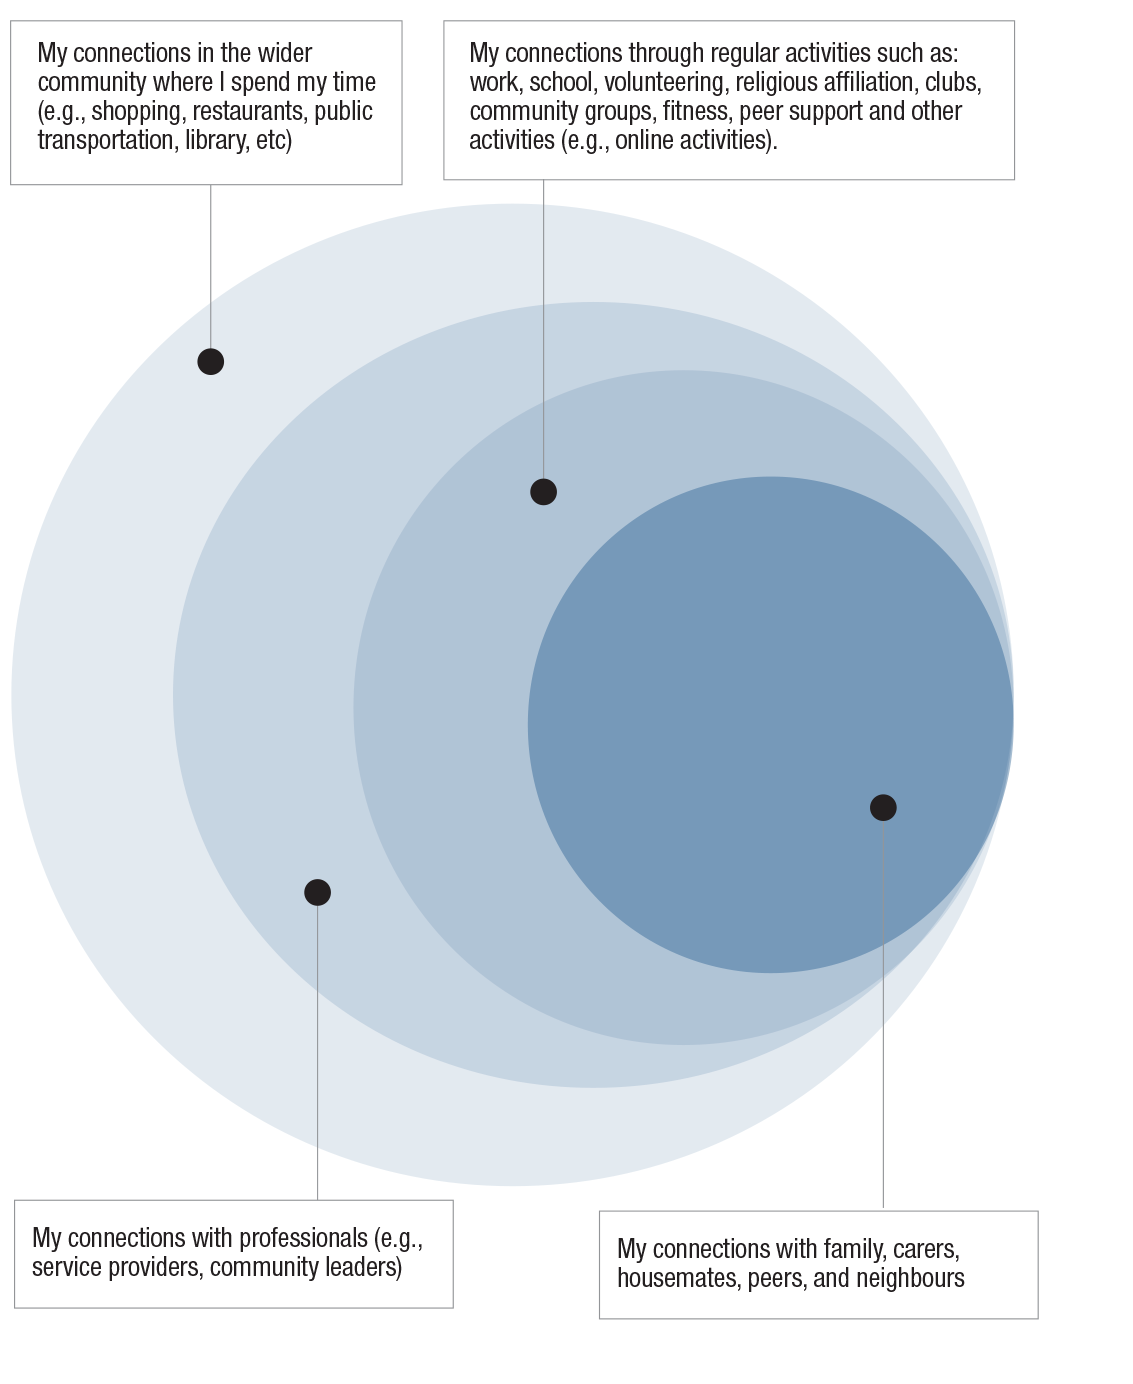 My connections in the wider
community where I spend my time
(e.g., shopping, restaurants, public
transportation, library, etc)
My connections through regular activities such as:
work, school, volunteering, religious affiliation, clubs,
community groups, fitness, peer support and other
activities (e.g., online activities).
My connections with professionals (e.g.,
service providers, community leaders)
My connections with family, carers,
housemates, peers, and neighbours